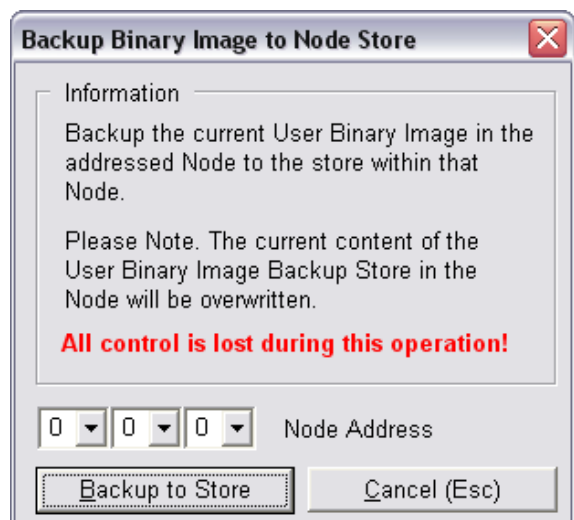 Backup Binary Image to Node Store
Information
Backup the current User Binary Image in the
addressed Node to the store within that
Node.
Please Note. The current content of the
User Binary Image Backup Store in the
Node will be overwritten.
All control is lost during this operation!
0 0 0 Node Address
Backup to Store Cancel (Esc)